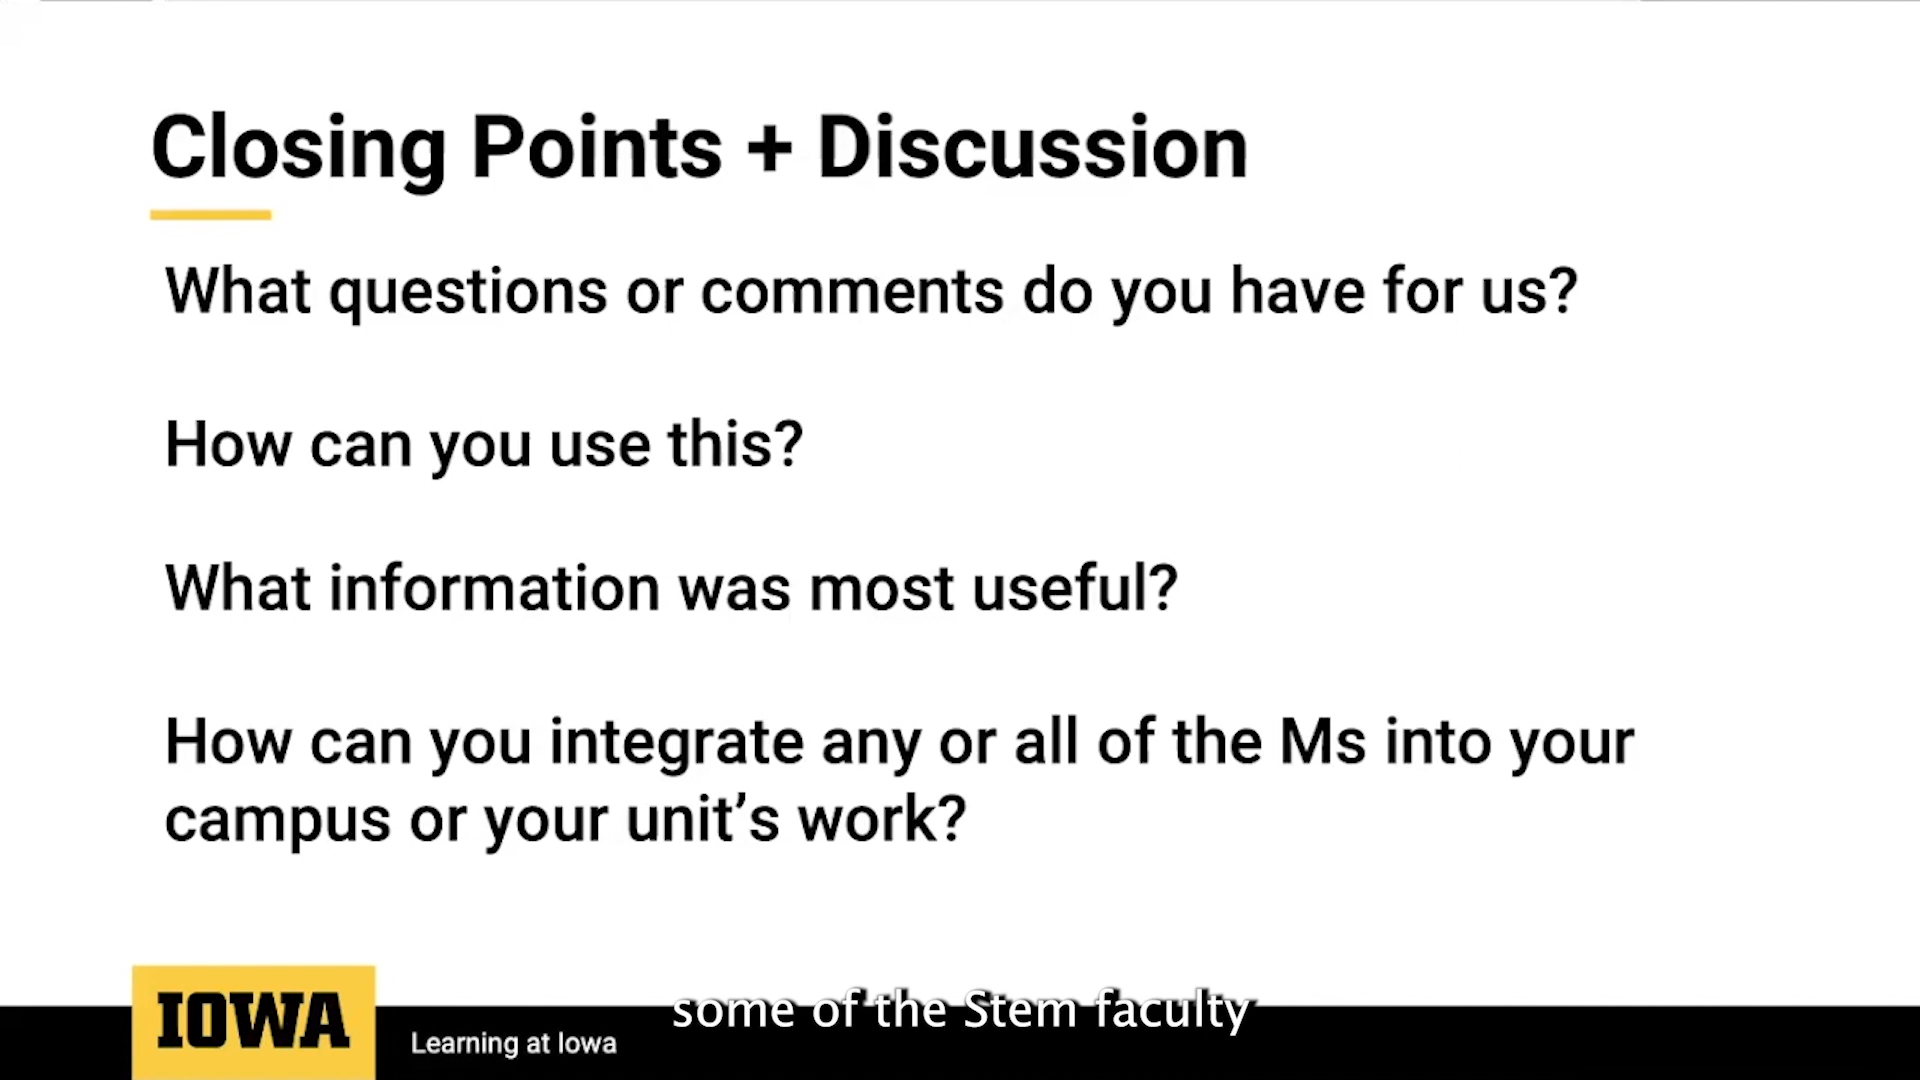 Closing Points + Discussion
What questions or comments do you have for us?
How can you use this?
What information was most useful?
How can you integrate any or all of the Ms into your
campus or your unit’s work?
IOWA
Learning at Iowa
some of the Stem faculty